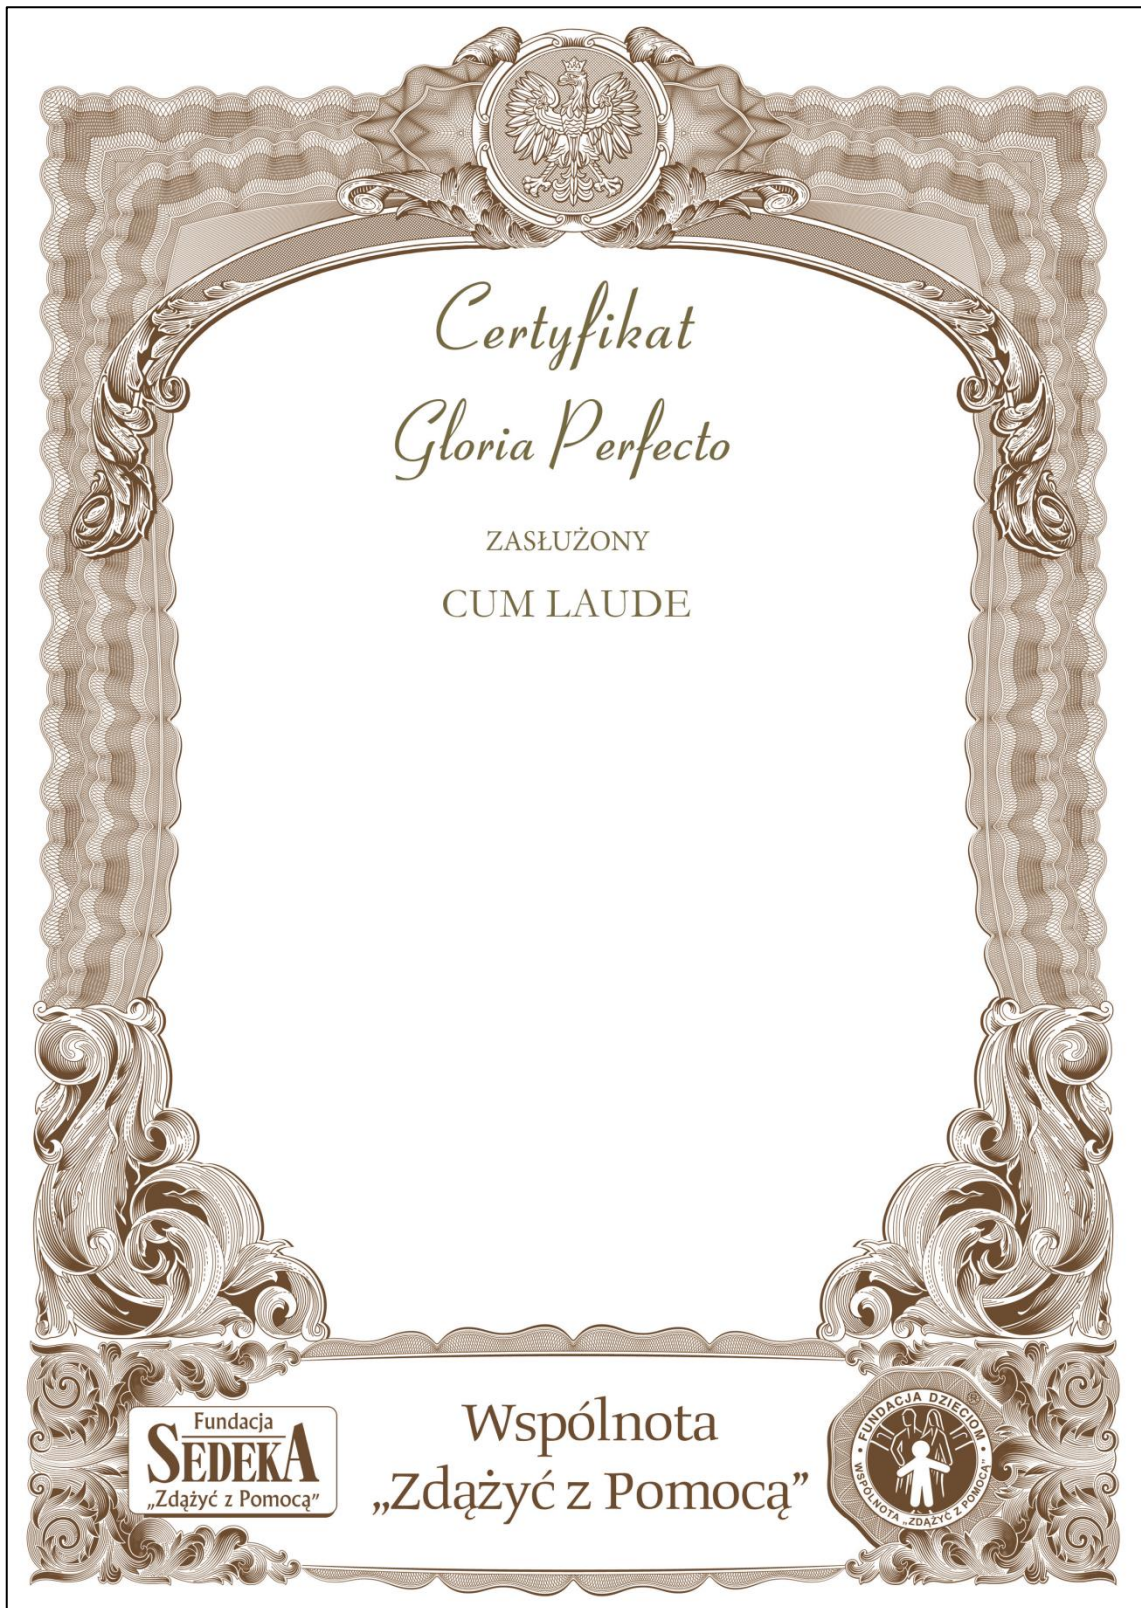 Certyfikat
Gloria Perfecto
ZASŁUŻONY
CUM LAUDE
Fundacja
SEDEKA
„Zdążyć z Pomocą”
Wspólnota
„Zdążyć z Pomocą”
FUNDACJA DZIECIOM ®
• WSPÓLNOTA „ZDĄŻYĆ Z POMOCĄ” •